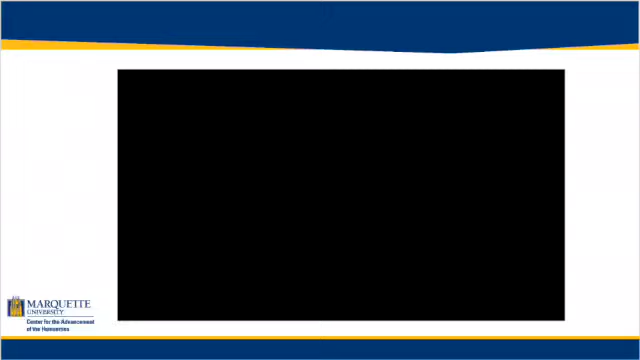 MARQUETTE
UNIVERSITY
Center for the Advancement
of the Humanities